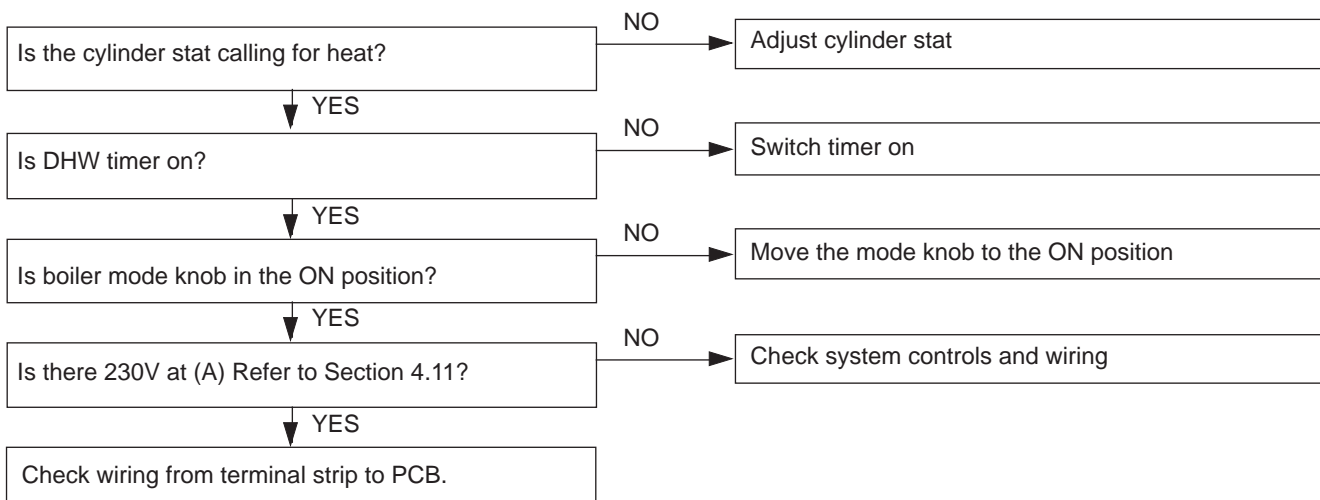 Is the cylinder stat calling for heat?
NO
Adjust cylinder stat
YES
Is DHW timer on?
NO
Switch timer on
YES
Is boiler mode knob in the ON position?
NO
Move the mode knob to the ON position
YES
Is there 230V at (A) Refer to Section 4.11?
NO
Check system controls and wiring
YES
Check wiring from terminal strip to PCB.